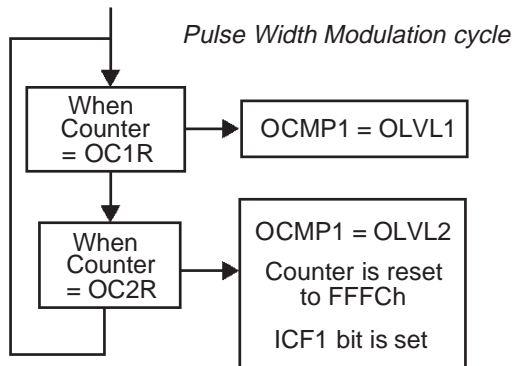 Pulse Width Modulation cycle
When
Counter
= OC1R
OCMP1 = OLVL1
When
Counter
= OC2R
OCMP1 = OLVL2
Counter is reset
to FFFCh
ICF1 bit is set